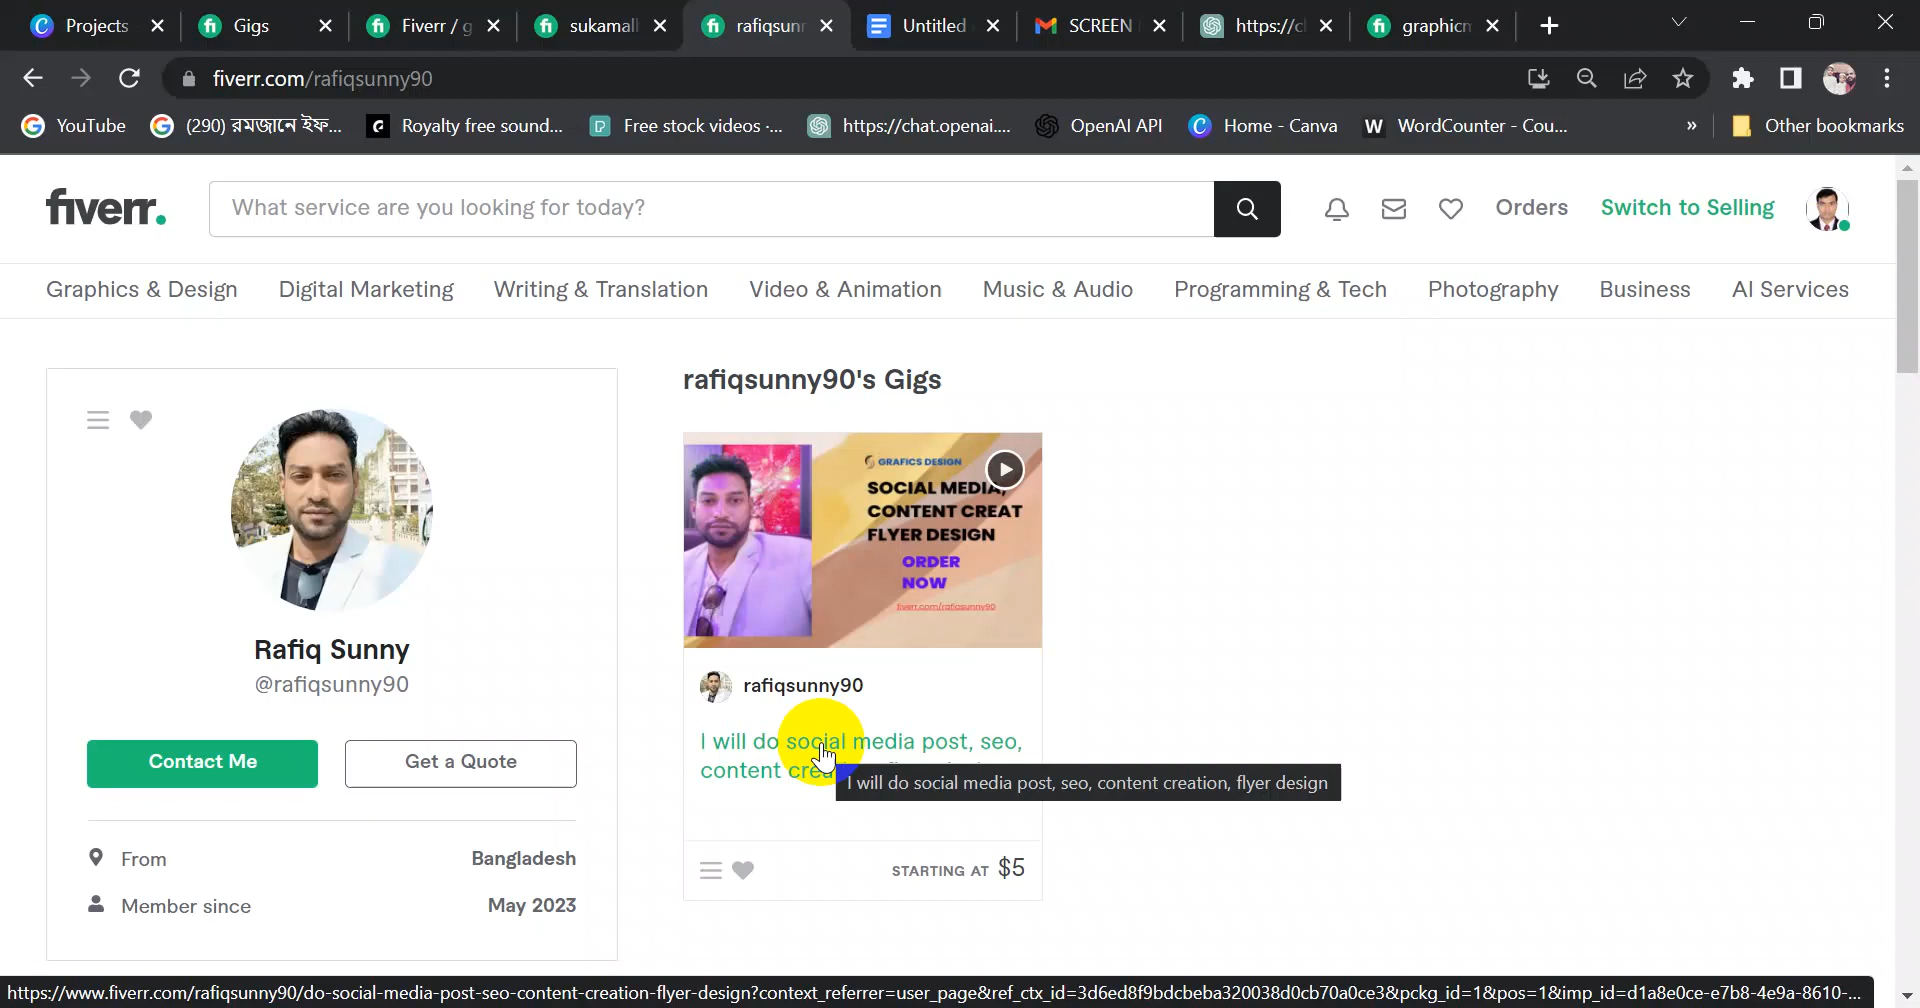 Projects
Gigs
Fiverr / g
sukamall
rafiqsunn
Untitled
SCREEN
https://cl
graphicn
fiverr.com/rafiqsunny90
YouTube
(290) রমজানে ইফ...
Royalty free sound...
Free stock videos ·...
https://chat.openai....
OpenAI API
Home - Canva
W WordCounter - Cou...
»
Other bookmarks
fiverr.
What service are you looking for today?
Orders
Switch to Selling
Graphics & Design
Digital Marketing
Writing & Translation
Video & Animation
Music & Audio
Programming & Tech
Photography
Business
AI Services
rafiqsunny90's Gigs
GRAFICS DESIGN
SOCIAL MEDIA,
CONTENT CREAT
FLYER DESIGN
ORDER
NOW
fiverr.com/rafiqsunny90
Rafiq Sunny
@rafiqsunny90
Contact Me
Get a Quote
From
Bangladesh
Member since
May 2023
rafiqsunny90
I will do social media post, seo,
content crea
I will do social media post, seo, content creation, flyer design
STARTING AT $5
https://www.fiverr.com/rafiqsunny90/do-social-media-post-seo-content-creation-flyer-design?context_referrer=user_page&ref_ctx_id=3d6ed8f9bdcbeba320038d0cb70a0ce3&pckg_id=1&pos=1&imp_id=d1a8e0ce-e7b8-4e9a-8610-...